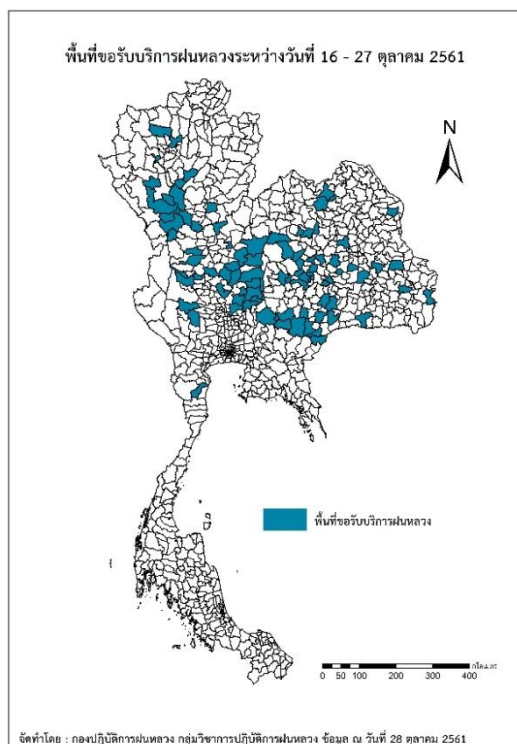 พื้นที่ขอรับบริการฝนหลวงระหว่างวันที่ 16 - 27 ตุลาคม 2561
N
พื้นที่ขอรับบริการฝนหลวง
0 50 100 200 300 400
จัดทำโดย : กองปฏิบัติการฝนหลวง กลุ่มวิชาการปฏิบัติการฝนหลวง ข้อมูล ณ วันที่ 28 ตุลาคม 2561